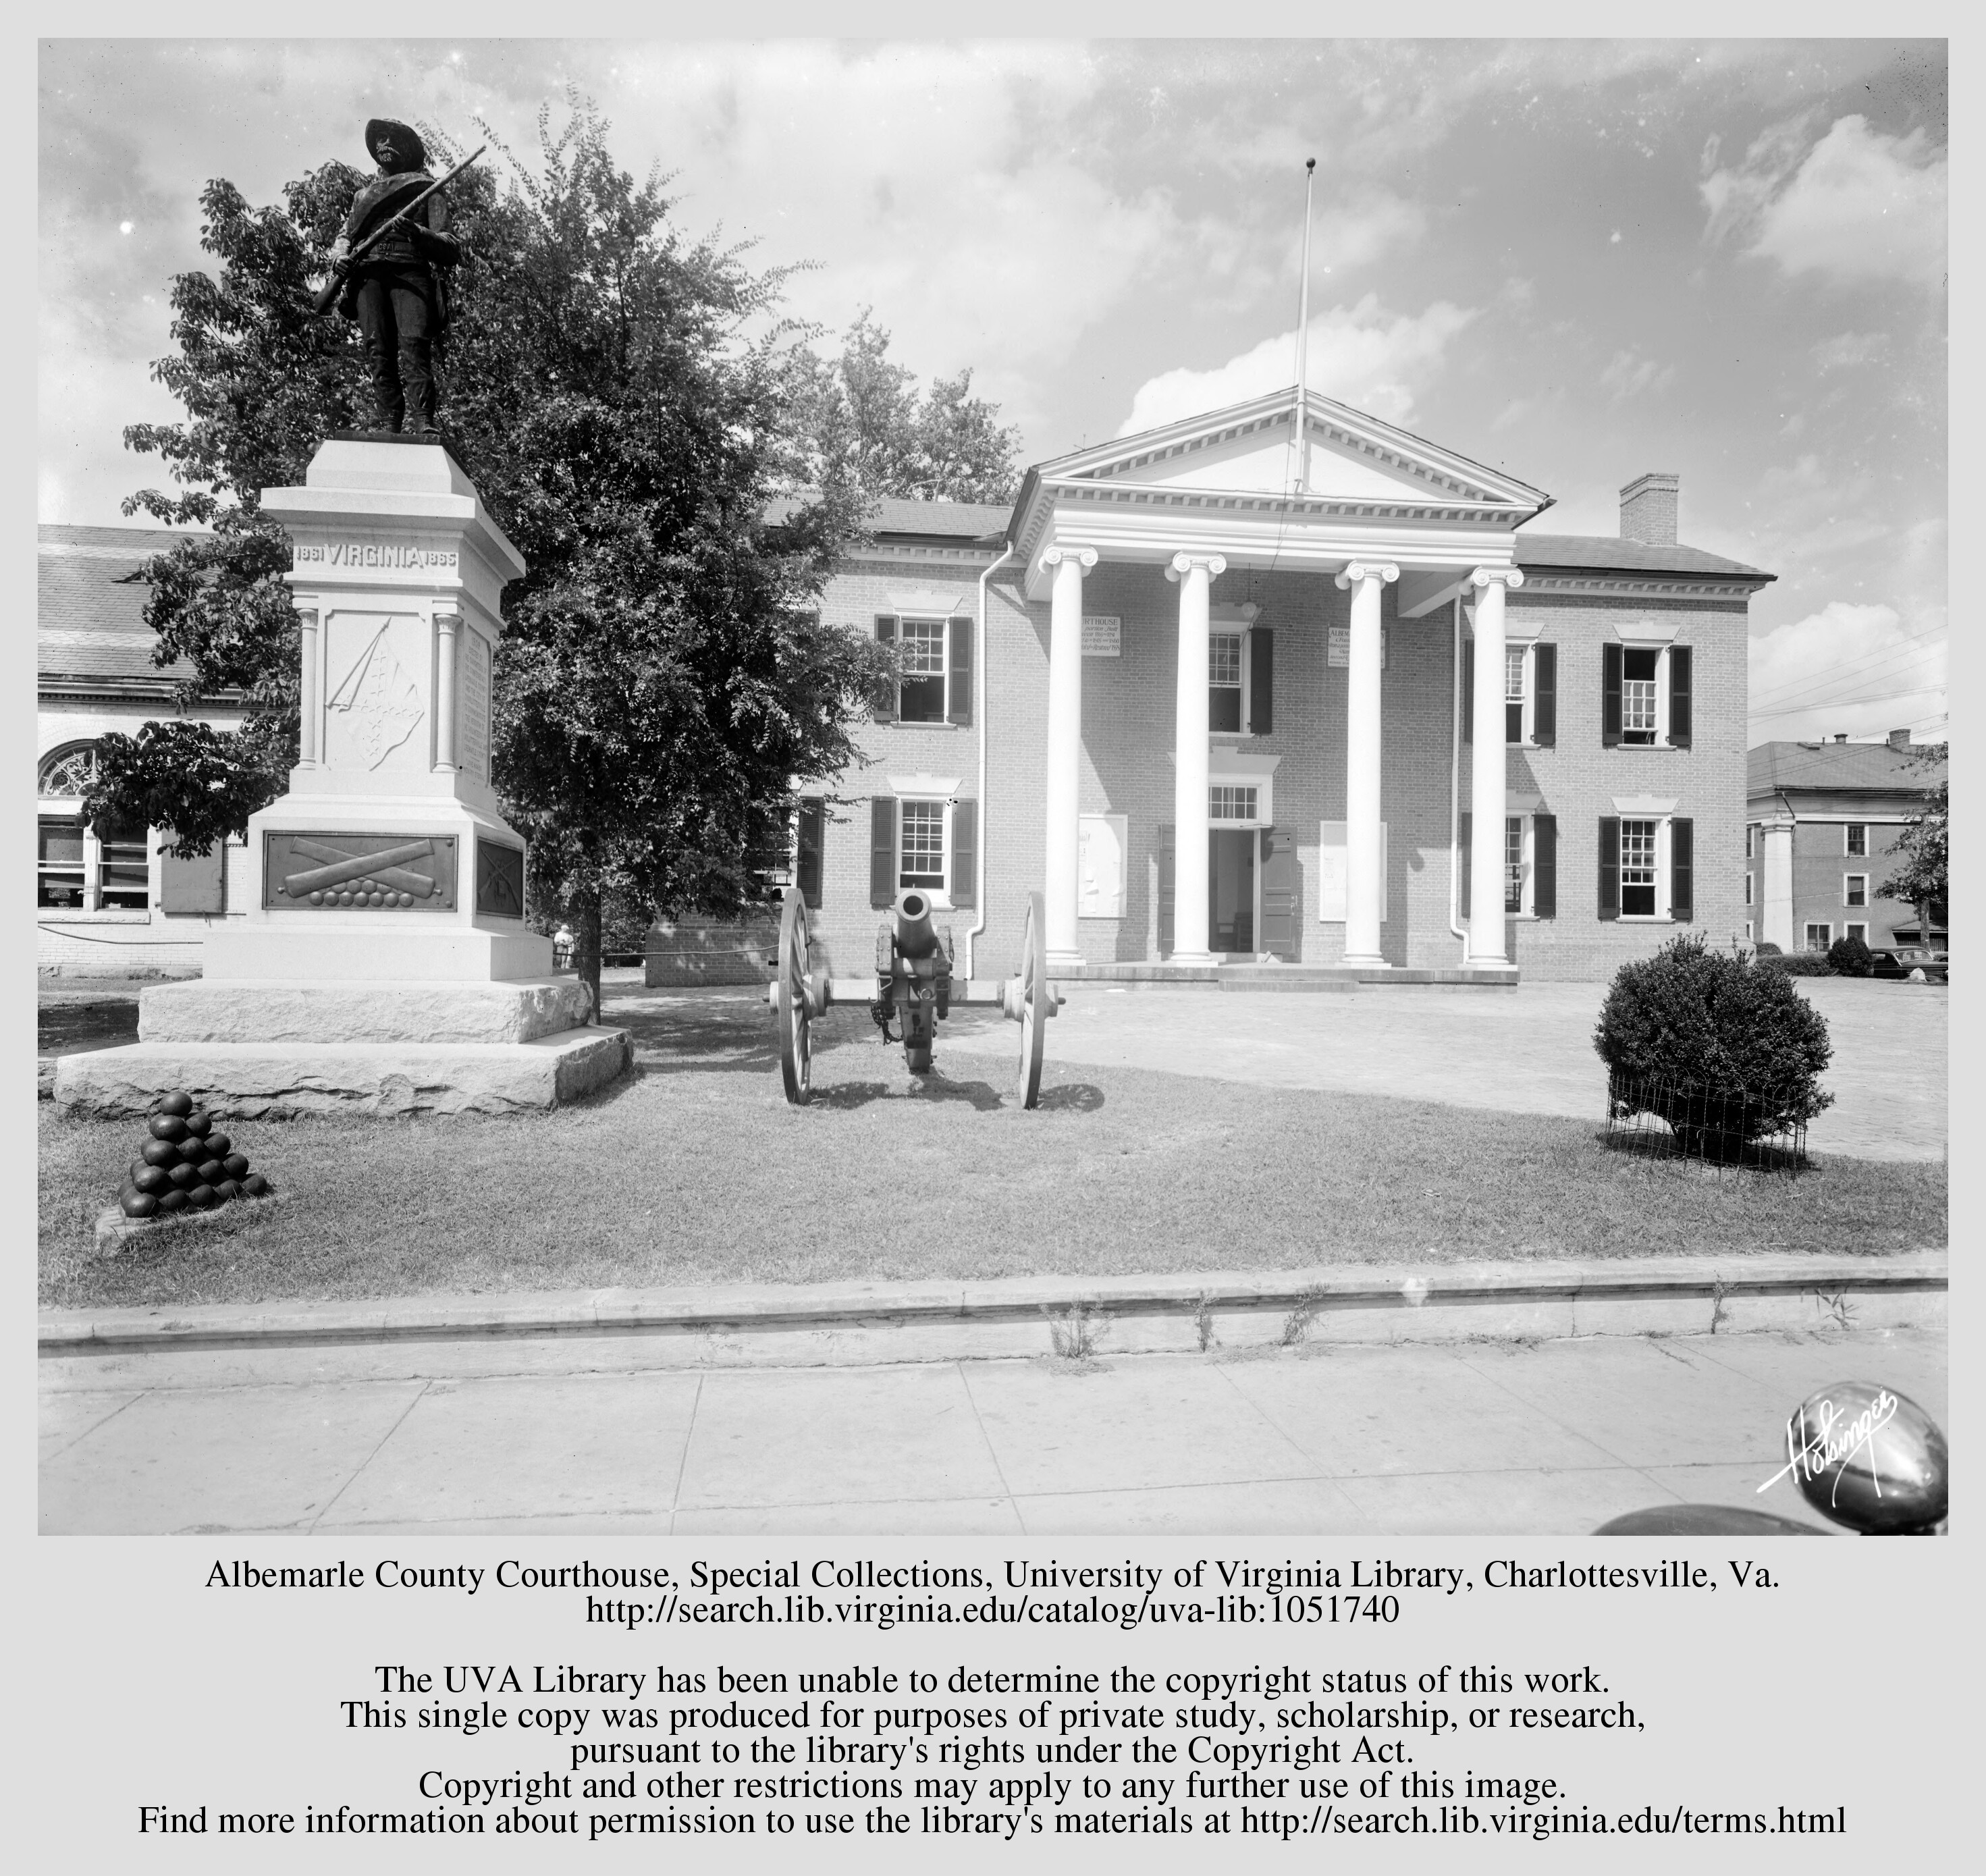 1861 VIRGINIA 1865
COURTHOUSE
Holsinger
Albemarle County Courthouse, Special Collections, University of Virginia Library, Charlottesville, Va.
http://search.lib.virginia.edu/catalog/uva-lib:1051740
The UVA Library has been unable to determine the copyright status of this work.
This single copy was produced for purposes of private study, scholarship, or research,
pursuant to the library's rights under the Copyright Act.
Copyright and other restrictions may apply to any further use of this image.
Find more information about permission to use the library's materials at http://search.lib.virginia.edu/terms.html